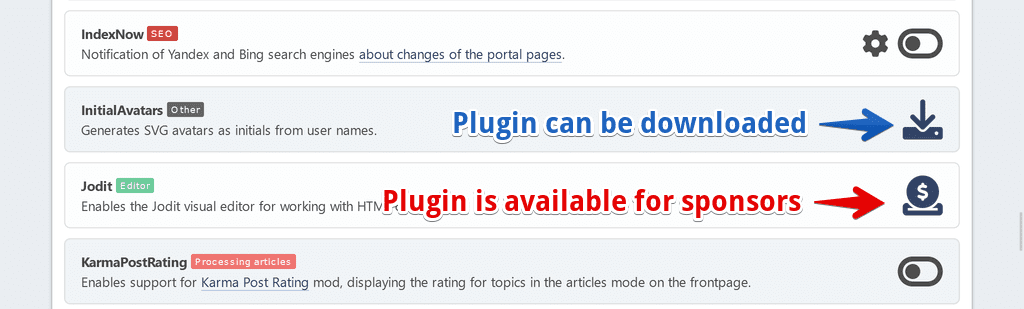 IndexNow SEO
Notification of Yandex and Bing search engines about changes of the portal pages.
InitialAvatars Other
Generates SVG avatars as initials from user names.
Plugin can be downloaded
Jodit Editor
Enables the Jodit visual editor for working with
Plugin is available for sponsors
KarmaPostRating Processing articles
Enables support for Karma Post Rating mod, displaying the rating for topics in the articles mode on the frontpage.